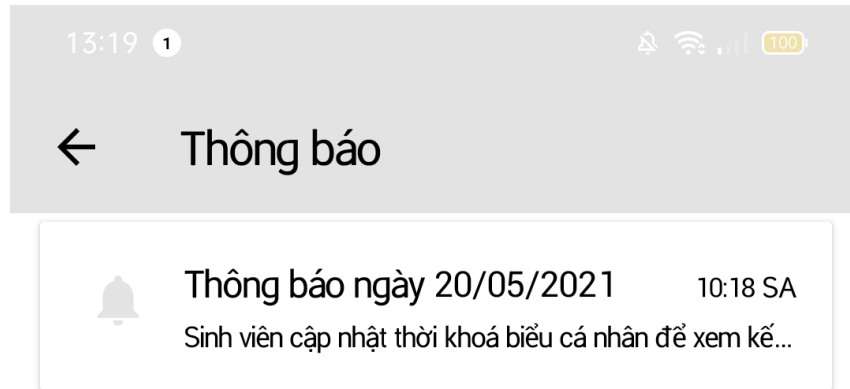 13:19 1 100
Thông báo
Thông báo ngày 20/05/2021 10:18 SA
Sinh viên cập nhật thời khoá biểu cá nhân để xem kế...